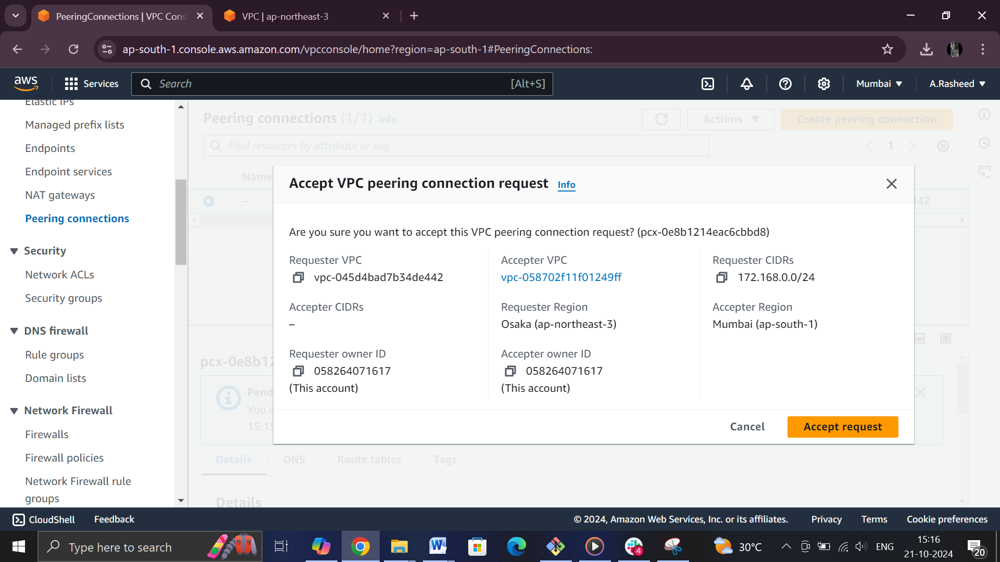 PeeringConnections | VPC Cons
VPC | ap-northeast-3
ap-south-1.console.aws.amazon.com/vpcconsole/home?region=ap-south-1#PeeringConnections:
aws
Services
Search
[Alt+S]
Mumbai
A.Rasheed
Elastic IPs
Managed prefix lists
Endpoints
Endpoint services
NAT gateways
Peering connections
Security
Network ACLs
Security groups
DNS firewall
Rule groups
Domain lists
Network Firewall
Firewalls
Firewall policies
Network Firewall rule
groups
Peering connections (1/1) Info
Actions
Create peering connection
Find resources by attribute or tag
1
Name
–
442
Accept VPC peering connection request Info
Are you sure you want to accept this VPC peering connection request? (pcx-0e8b1214eac6cbbd8)
Requester VPC
vpc-045d4bad7b34de442
Accepter VPC
vpc-058702f11f01249ff
Requester CIDRs
172.168.0.0/24
Accepter CIDRs
–
Requester Region
Osaka (ap-northeast-3)
Accepter Region
Mumbai (ap-south-1)
Requester owner ID
058264071617
(This account)
Accepter owner ID
058264071617
(This account)
Cancel
Accept request
pcx-0e8b12
Pend
You c
15:15
Details
DNS
Route tables
Tags
Details
CloudShell
Feedback
© 2024, Amazon Web Services, Inc. or its affiliates.
Privacy
Terms
Cookie preferences
Type here to search
4
30°C
ENG
15:16
21-10-2024
20